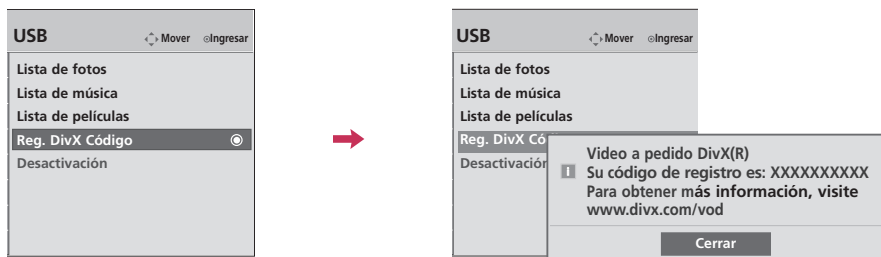 USB Mover Ingresar
Lista de fotos
Lista de música
Lista de películas
Reg. DivX Código
Desactivación
USB Mover Ingresar
Lista de fotos
Lista de música
Lista de películas
Reg. DivX Có
Desactivación
Video a pedido DivX(R)
Su código de registro es: XXXXXXXXXX
Para obtener más información, visite
www.divx.com/vod
Cerrar